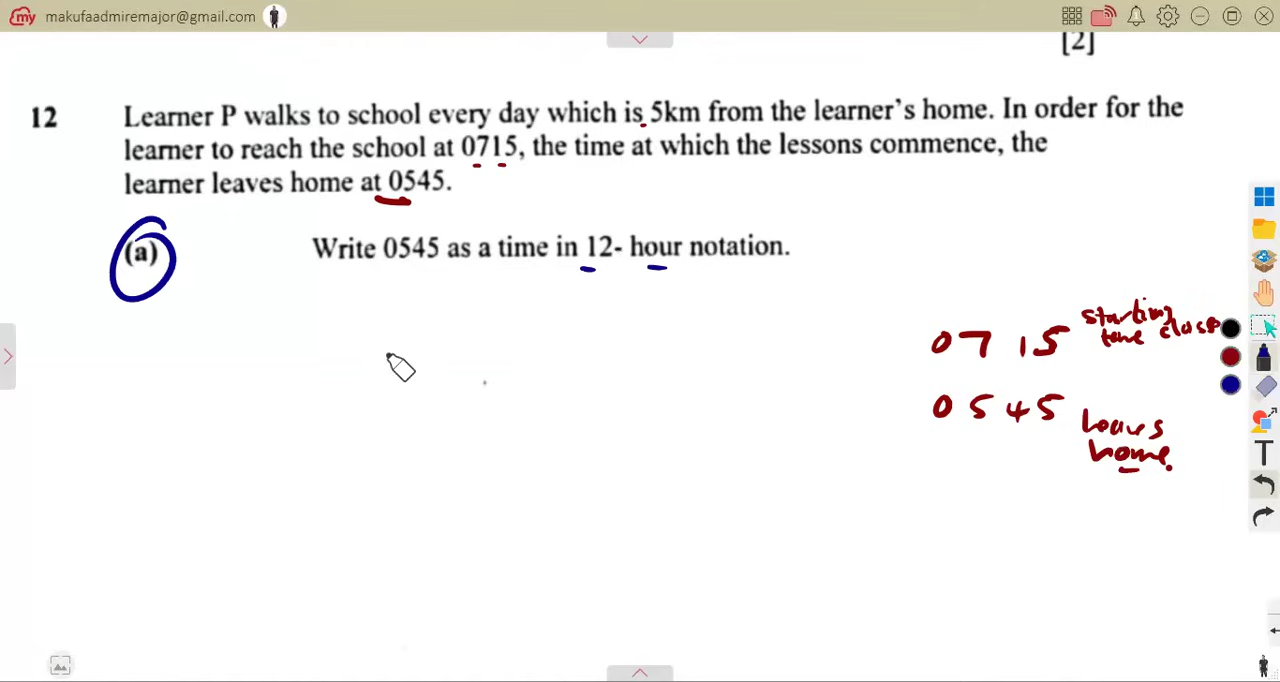 my makufaadmiremajor@gmail.com
[2]
12 Learner P walks to school every day which is 5km from the learner's home. In order for the
learner to reach the school at 0715, the time at which the lessons commence, the
learner leaves home at 0545.
(a) Write 0545 as a time in 12- hour notation.
07 15 starting
time class
0545 leaves
home.
T